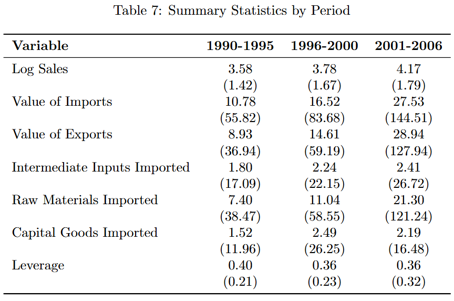 Table 7: Summary Statistics by Period
Variable 1990-1995 1996-2000 2001-2006
Log Sales 3.58 3.78 4.17
(1.42) (1.67) (1.79)
Value of Imports 10.78 16.52 27.53
(55.82) (83.68) (144.51)
Value of Exports 8.93 14.61 28.94
(36.94) (59.19) (127.94)
Intermediate Inputs Imported 1.80 2.24 2.41
(17.09) (22.15) (26.72)
Raw Materials Imported 7.40 11.04 21.30
(38.47) (58.55) (121.24)
Capital Goods Imported 1.52 2.49 2.19
(11.96) (26.25) (16.48)
Leverage 0.40 0.36 0.36
(0.21) (0.23) (0.32)